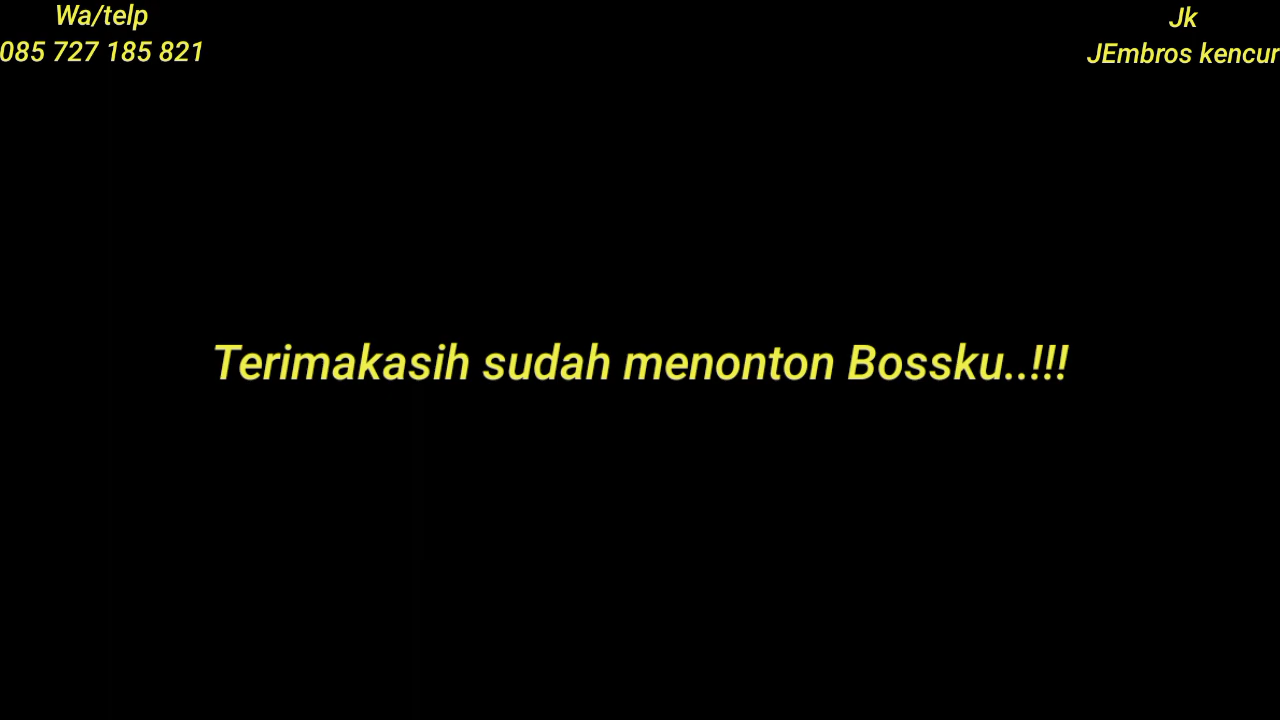 Wa/telp
085 727 185 821
Jk
JEmbros kencur
Terimakasih sudah menonton Bossku..!!!